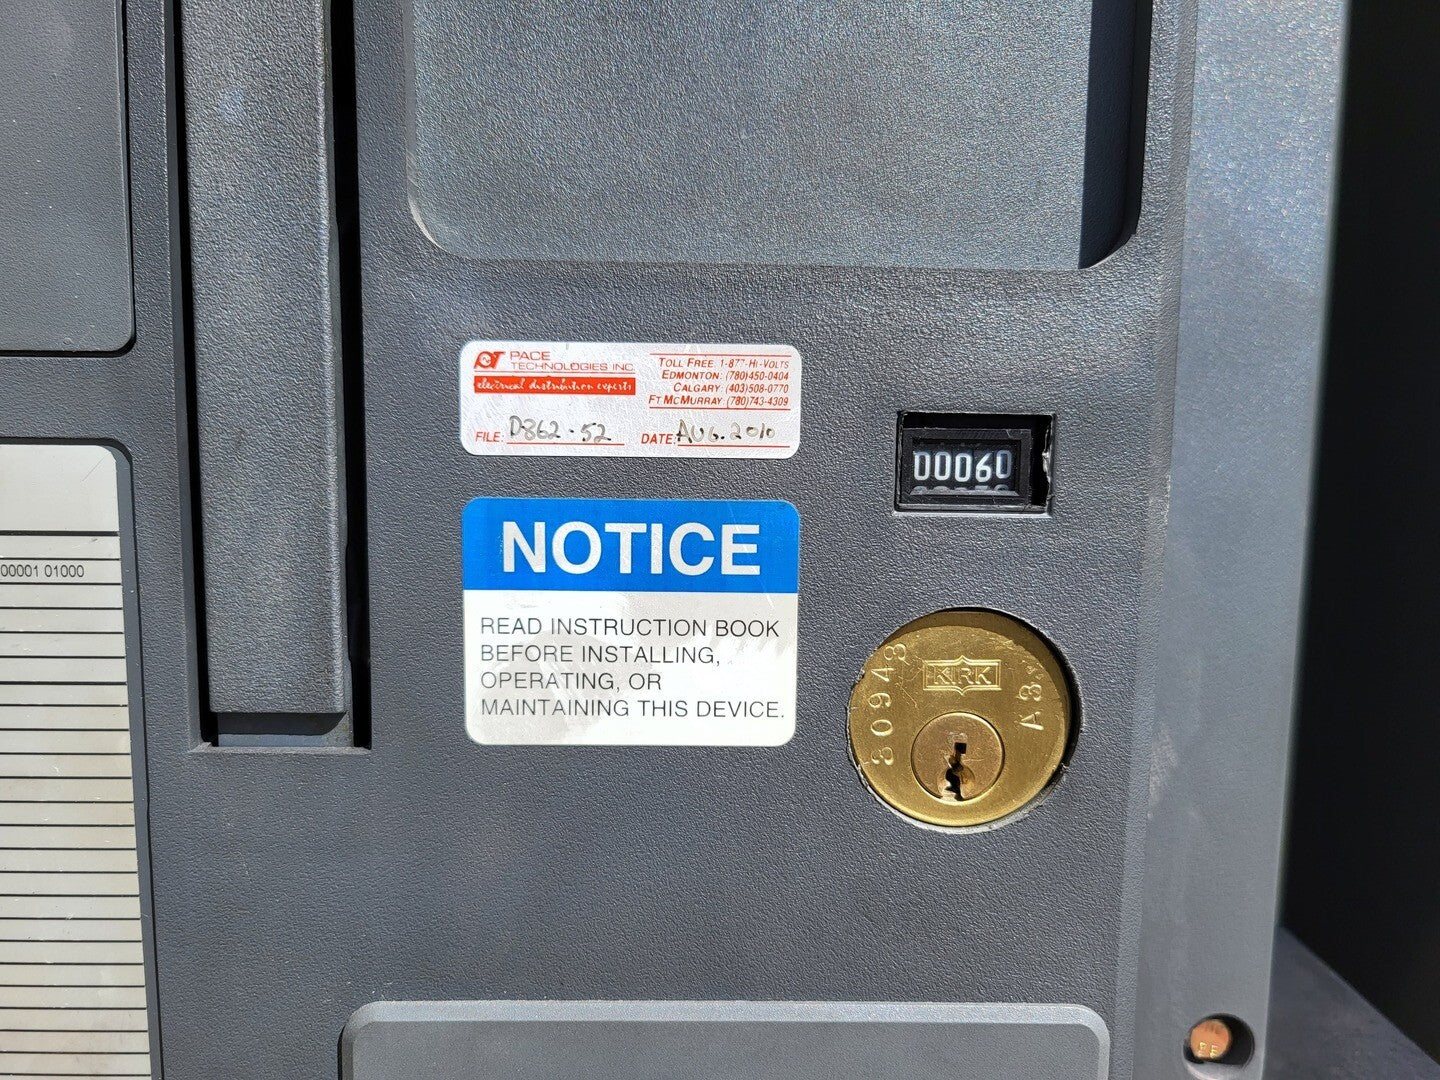 PACE
TECHNOLOGIES INC.
electrical distribution experts
TOLL FREE: 1-877-HI-VOLTS
EDMONTON: (780)450-0404
CALGARY: (403)508-0770
FT MCMURRAY: (780)743-4309
FILE: D862-52
DATE: AUG. 2010
00060
NOTICE
READ INSTRUCTION BOOK
BEFORE INSTALLING,
OPERATING, OR
MAINTAINING THIS DEVICE.
00001 01000
KIRK
80948
A8